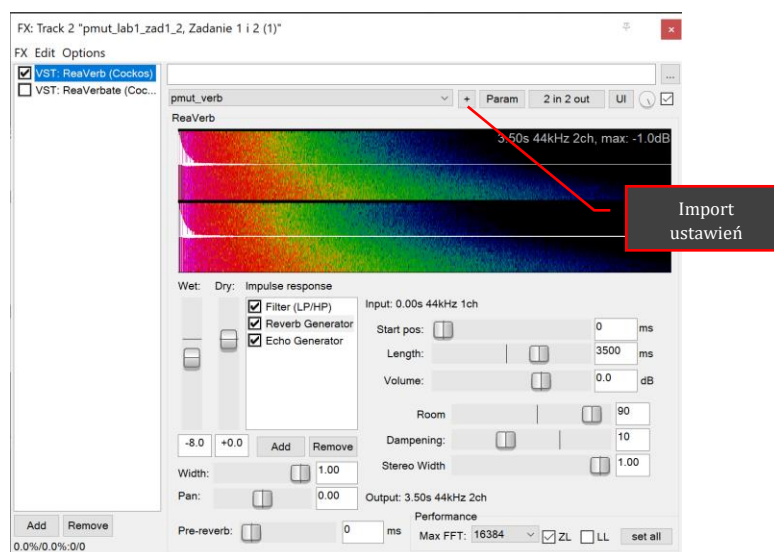 FX: Track 2 "pmut_lab1_zad1_2, Zadanie 1 i 2 (1)"
FX Edit Options
VST: ReaVerb (Cockos)
VST: ReaVerbate (Coc...
...
pmut_verb
+
Param
2 in 2 out
UI
ReaVerb
3.50s 44kHz 2ch, max: -1.0dB
Import
ustawień
Wet: Dry: Impulse response
Filter (LP/HP)
Reverb Generator
Echo Generator
Input: 0.00s 44kHz 1ch
Start pos: 0 ms
Length: 3500 ms
Volume: 0.0 dB
Room 90
Dampening: 10
Stereo Width 1.00
-8.0 +0.0 Add Remove
Width: 1.00
Pan: 0.00
Output: 3.50s 44kHz 2ch
Pre-reverb: 0 ms
Performance
Max FFT: 16384 ZL LL set all
Add Remove
0.0%/0.0%:0/0